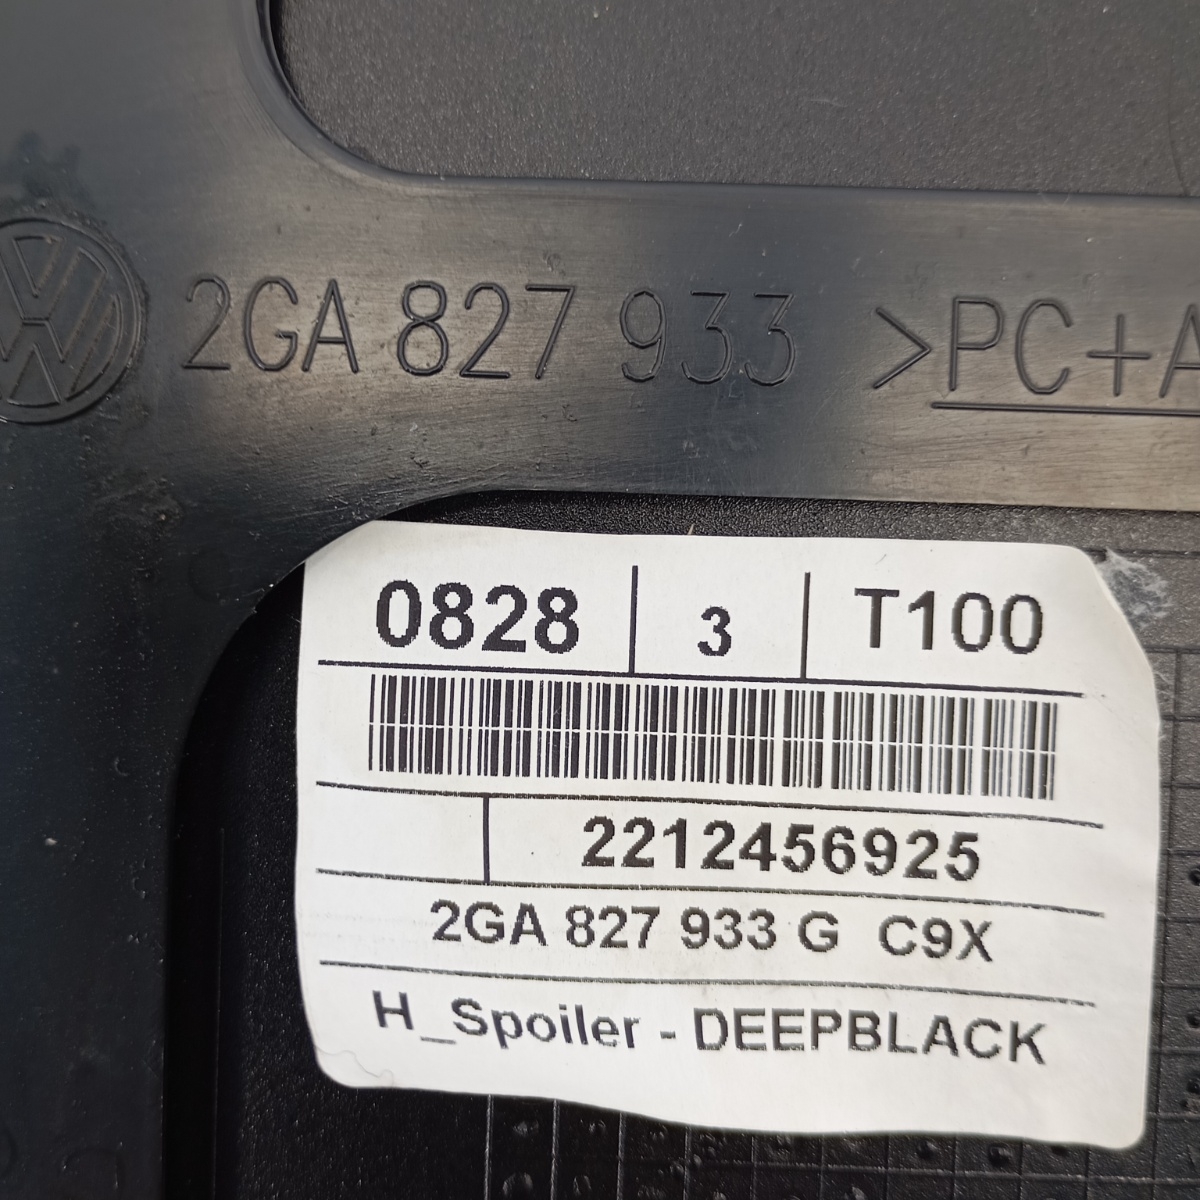 2GA 827 933 >PC+A
0828 3 T100
2212456925
2GA 827 933 G C9X
H_Spoiler - DEEPBLACK